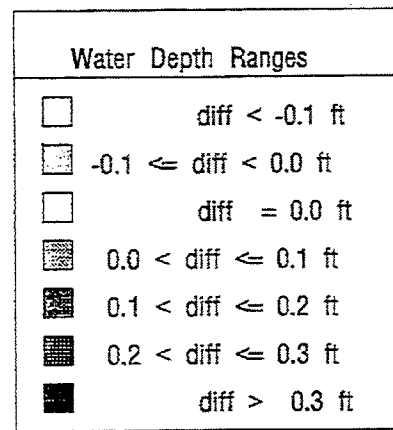 Water Depth Ranges
diff < -0.1 ft
-0.1 <= diff < 0.0 ft
diff = 0.0 ft
0.0 < diff <= 0.1 ft
0.1 < diff <= 0.2 ft
0.2 < diff <= 0.3 ft
diff > 0.3 ft